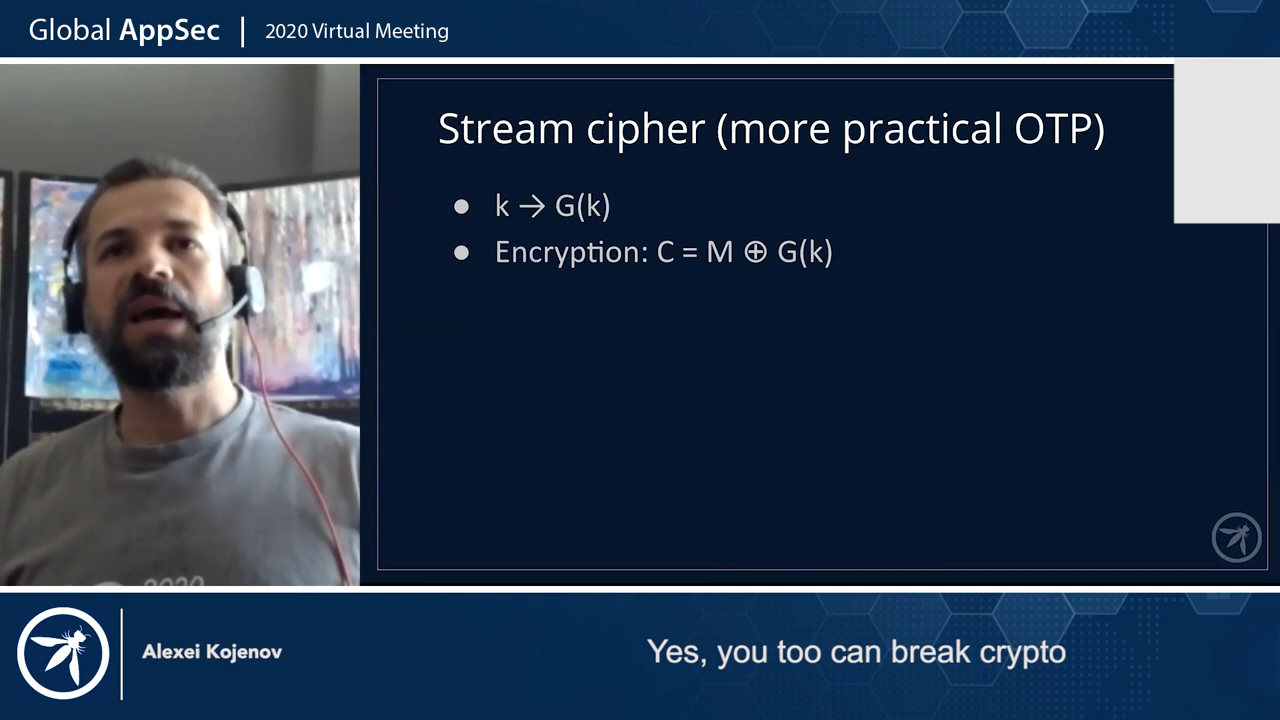 Global AppSec | 2020 Virtual Meeting
Stream cipher (more practical OTP)
● k → G(k)
● Encryption: C = M ⊕ G(k)
2020
Alexei Kojenov
Yes, you too can break crypto